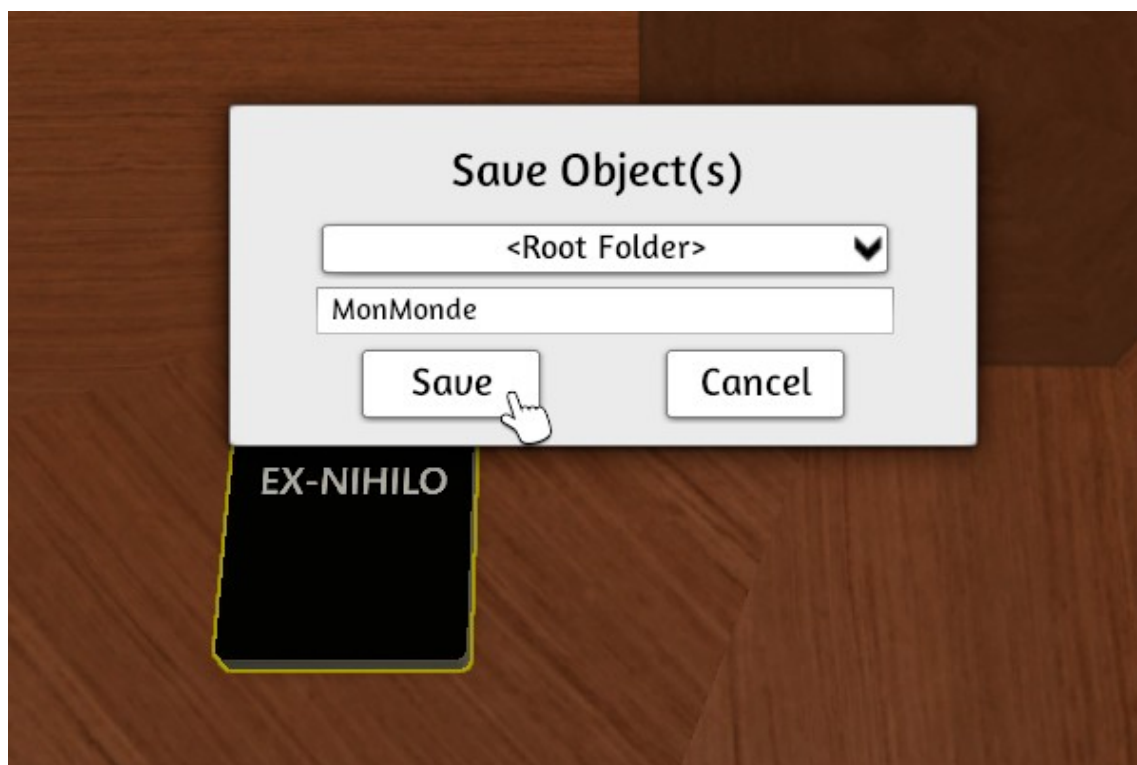 Save Object(s)
<Root Folder>
MonMonde
Save
Cancel
EX-NIHILO